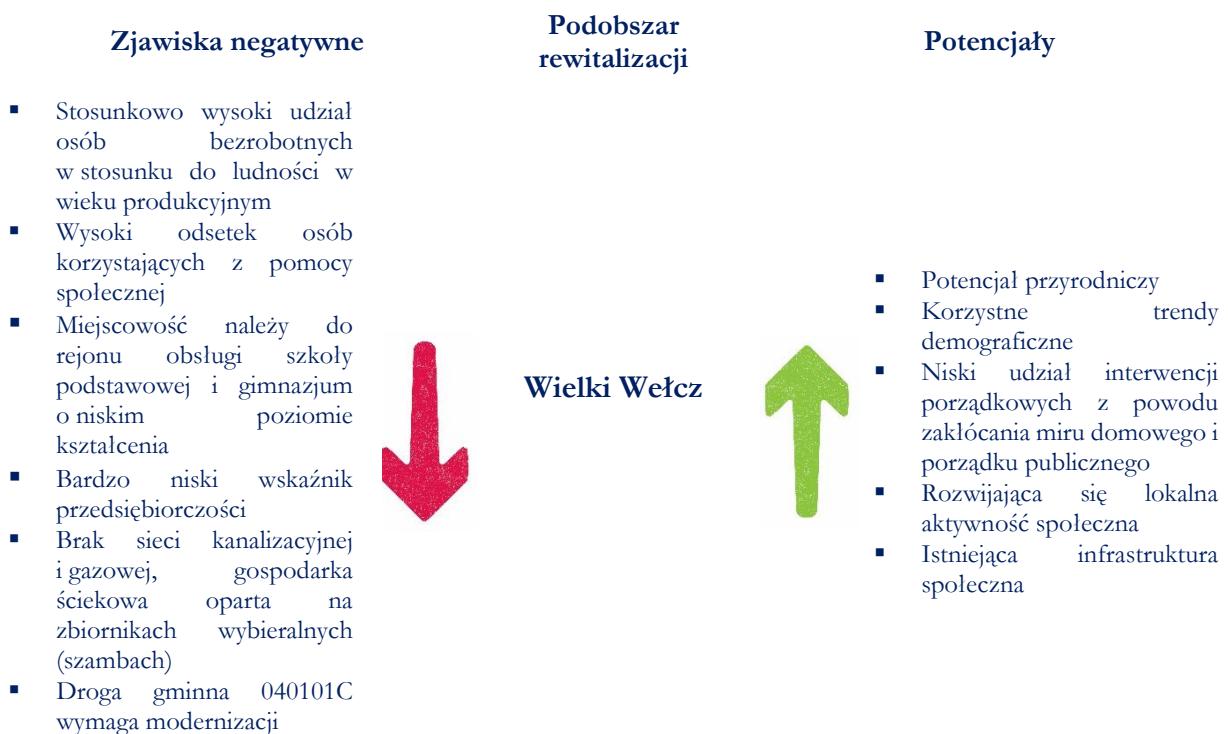 Zjawiska negatywne
Podobszar
rewitalizacji
Potencjały
▪ Stosunkowo wysoki udział
osób bezrobotnych
w stosunku do ludności w
wieku produkcyjnym
▪ Wysoki odsetek osób
korzystających z pomocy
społecznej
▪ Miejscowość należy do
rejonu obsługi szkoły
podstawowej i gimnazjum
o niskim poziomie
kształcenia
▪ Bardzo niski wskaźnik
przedsiębiorczości
▪ Brak sieci kanalizacyjnej
i gazowej, gospodarka
ściekowa oparta na
zbiornikach wybieralnych
(szambach)
▪ Droga gminna 040101C
wymaga modernizacji
Wielki Wełcz
▪ Potencjał przyrodniczy
▪ Korzystne trendy
demograficzne
▪ Niski udział interwencji
porządkowych z powodu
zakłócania miru domowego i
porządku publicznego
▪ Rozwijająca się lokalna
aktywność społeczna
▪ Istniejąca infrastruktura
społeczna